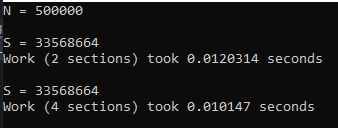 N = 500000
S = 33568664
Work (2 sections) took 0.0120314 seconds
S = 33568664
Work (4 sections) took 0.010147 seconds